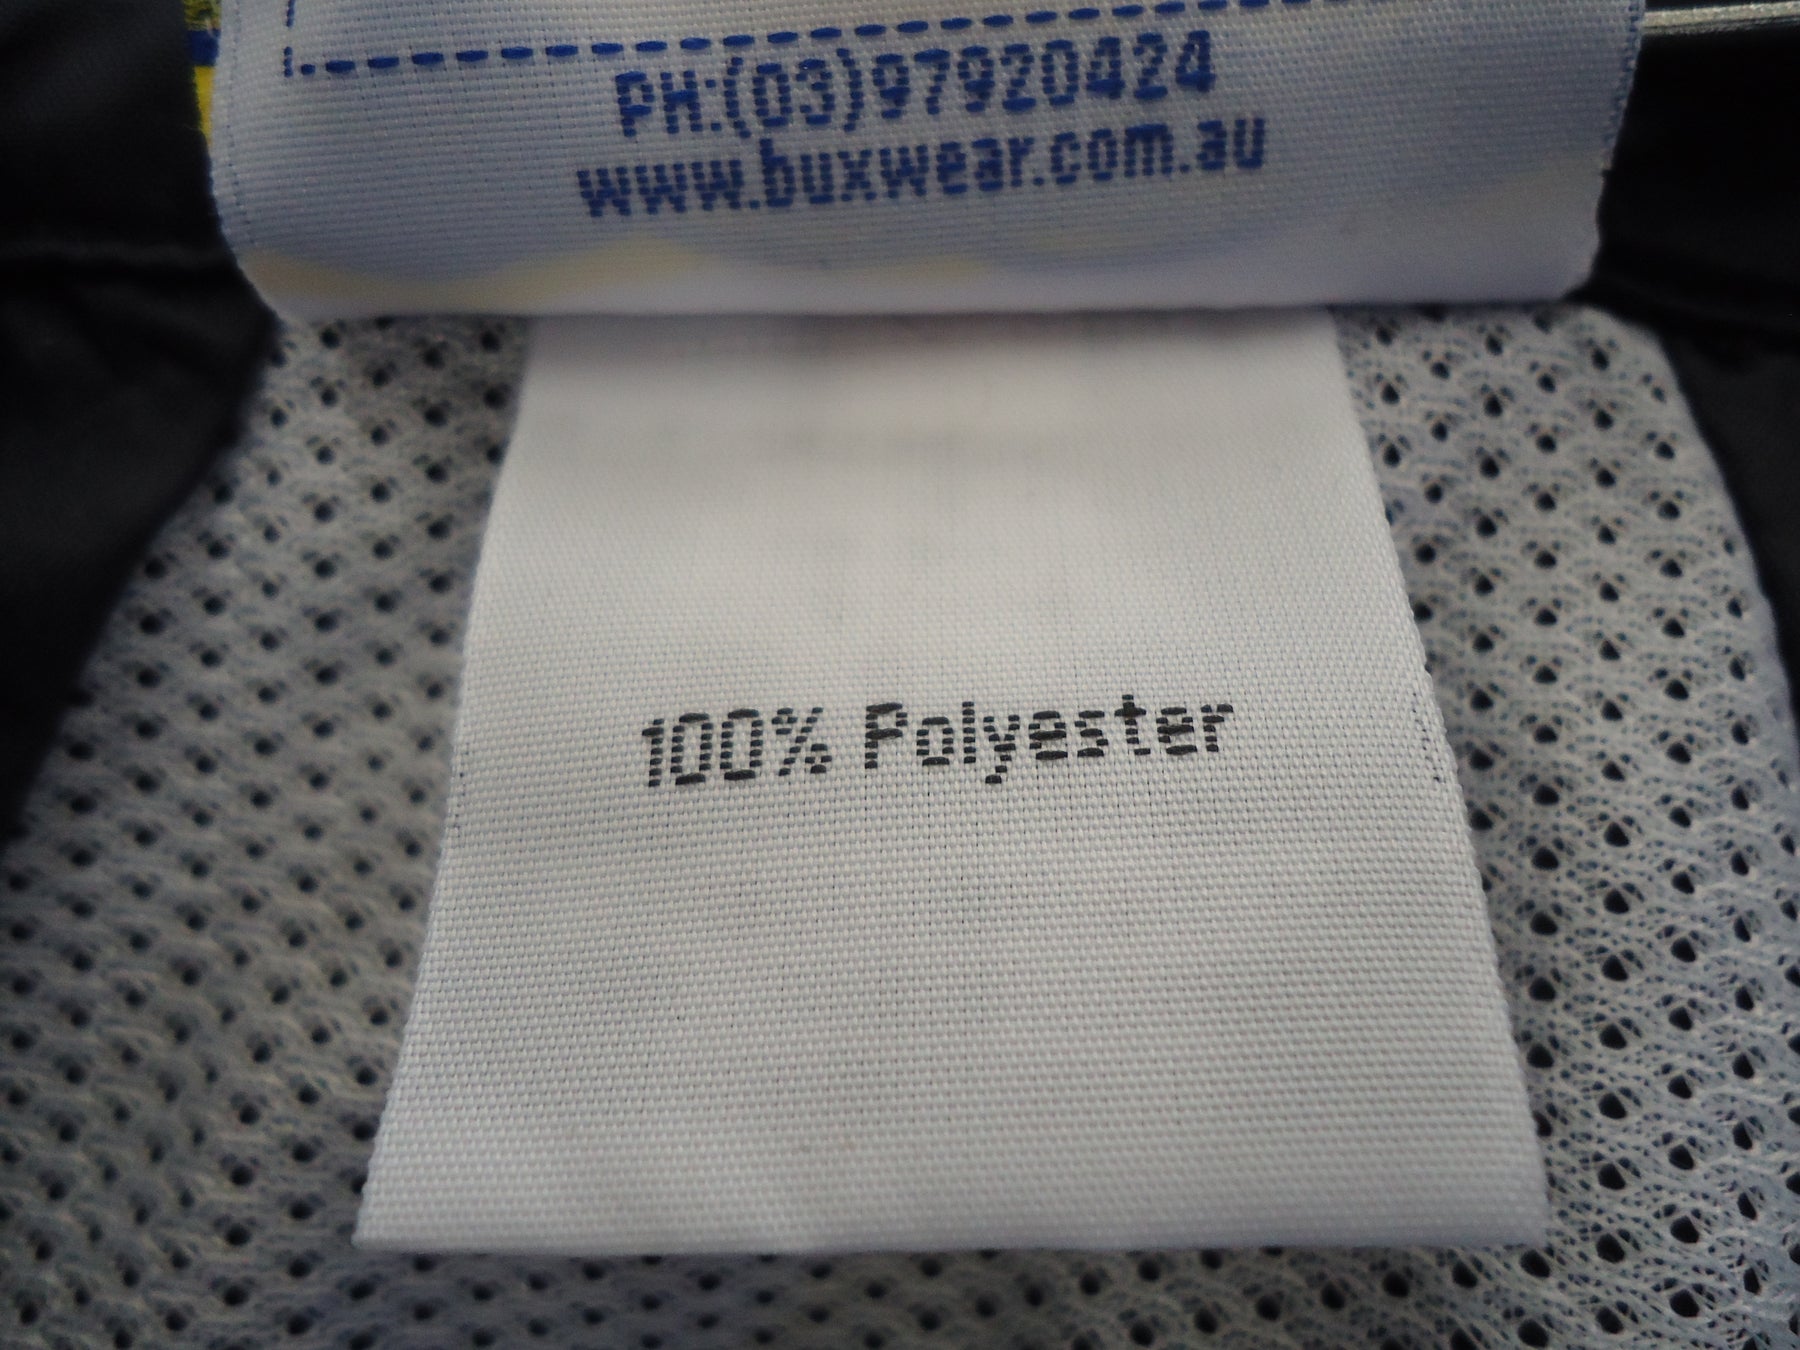 PH:(03)97920424
www.buxwear.com.au
100% Polyester